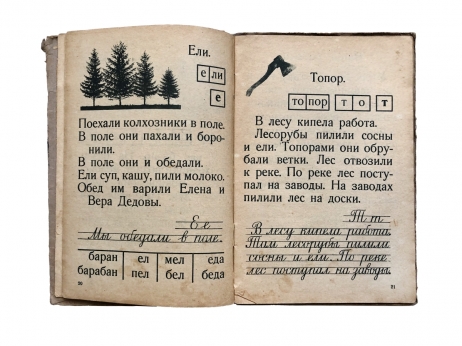 Ели.
е ли
е
Поехали колхозники в поле.
В поле они пахали и боро-
нили.
В поле они и обедали.
Ели суп, кашу, пили молоко.
Обед им варили Елена и
Вера Дедовы.
Е е
Мы обедали в поле.
баран ел мел еда
барабан пел бел беда
20
Топор.
то пор т о т
В лесу кипела работа.
Лесорубы пилили сосны
и ели. Топорами они обру-
бали ветки. Лес отвозили
к реке. По реке лес посту-
пал на заводы. На заводах
пилили лес на доски.
Т т
В лесу кипела работа.
Там лесорубы пилили
сосны и ели. По реке
лес поступал на заводы.
21